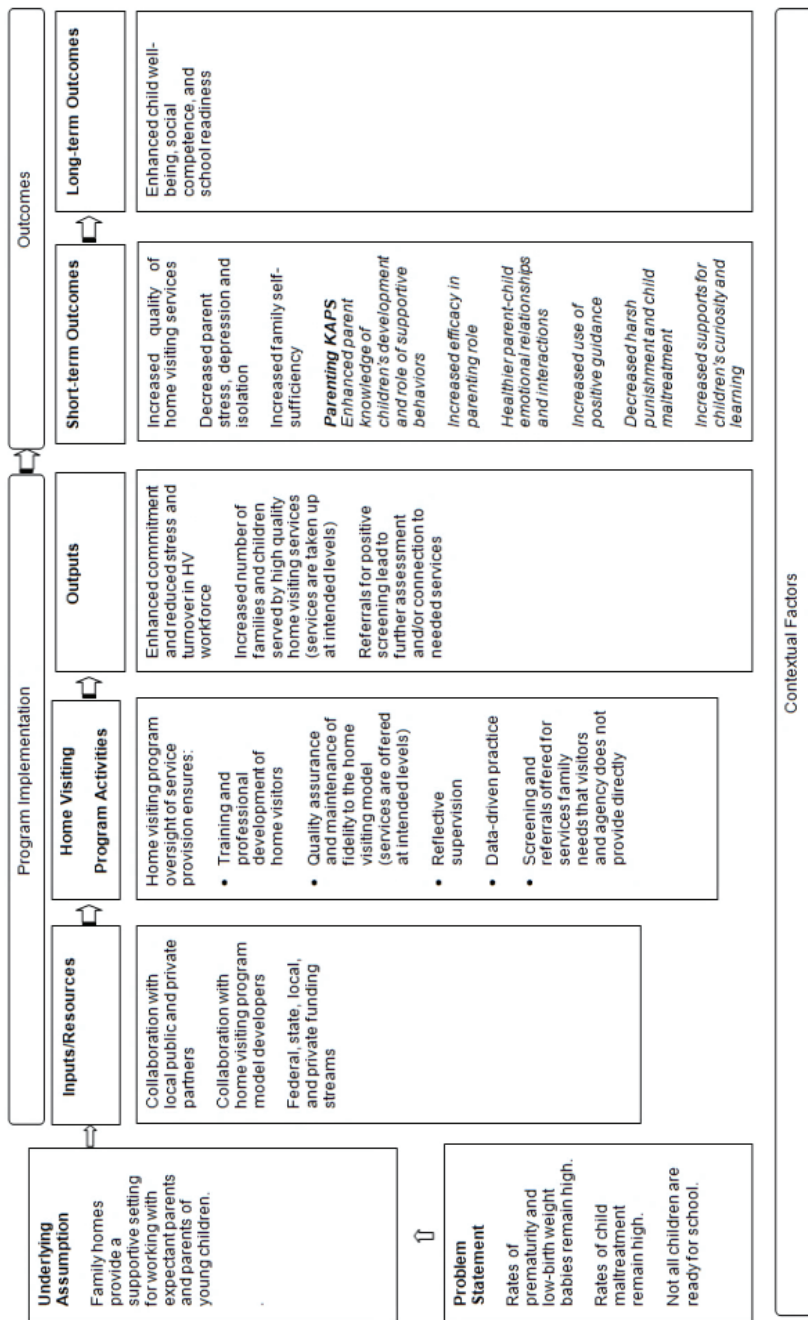 Underlying
Assumption
Family homes
provide a
supportive setting
for working with
expectant parents
and parents of
young children.
.
Problem
Statement
Rates of
prematurity and
low-birth weight
babies remain high.
Rates of child
maltreatment
remain high.
Not all children are
ready for school.
Program Implementation
Inputs/Resources
Collaboration with
local public and private
partners
Collaboration with
home visiting program
model developers
Federal, state, local,
and private funding
streams
Home Visiting
Program Activities
Home visiting program
oversight of service
provision ensures:
• Training and
professional
development of
home visitors
• Quality assurance
and maintenance of
fidelity to the home
visiting model
(services are offered
at intended levels)
• Reflective
supervision
• Data-driven practice
• Screening and
referrals offered for
services family
needs that visitors
and agency does not
provide directly
Outputs
Enhanced commitment
and reduced stress and
turnover in HV
workforce
Increased number of
families and children
served by high quality
home visiting services
(services are taken up
at intended levels)
Referrals for positive
screening lead to
further assessment
and/or connection to
needed services
Outcomes
Short-term Outcomes
Increased quality of
home visiting services
Decreased parent
stress, depression and
isolation
Increased family self-
sufficiency
Parenting KAPS
Enhanced parent
knowledge of
children's development
and role of supportive
behaviors
Increased efficacy in
parenting role
Healthier parent-child
emotional relationships
and interactions
Increased use of
positive guidance
Decreased harsh
punishment and child
maltreatment
Increased supports for
children's curiosity and
learning
Long-term Outcomes
Enhanced child well-
being, social
competence, and
school readiness
Contextual Factors